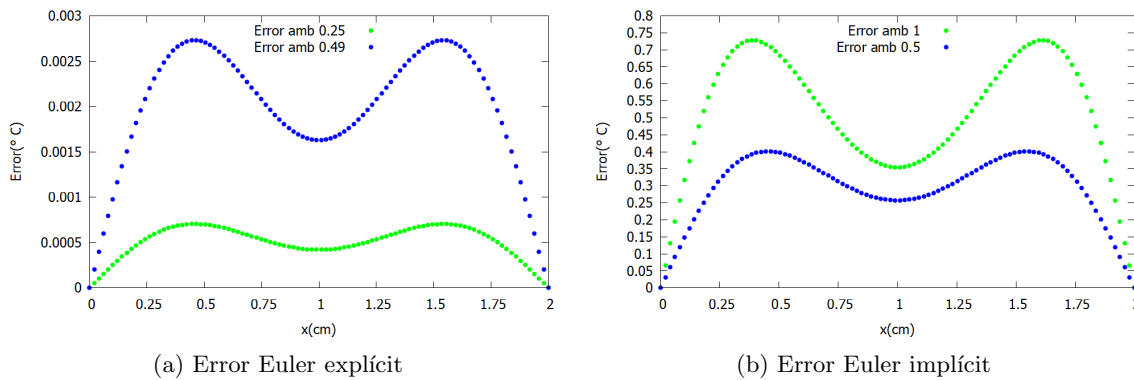 0.003
0.0025
0.002
0.0015
0.001
0.0005
0
Error(° C)
Error amb 0.25
Error amb 0.49
0 0.25 0.5 0.75 1 1.25 1.5 1.75 2
x(cm)
(a) Error Euler explícit
0.8
0.75
0.7
0.65
0.6
0.55
0.5
0.45
0.4
0.35
0.3
0.25
0.2
0.15
0.1
0.05
0
Error(° C)
Error amb 1
Error amb 0.5
0 0.25 0.5 0.75 1 1.25 1.5 1.75 2
x(cm)
(b) Error Euler implícit